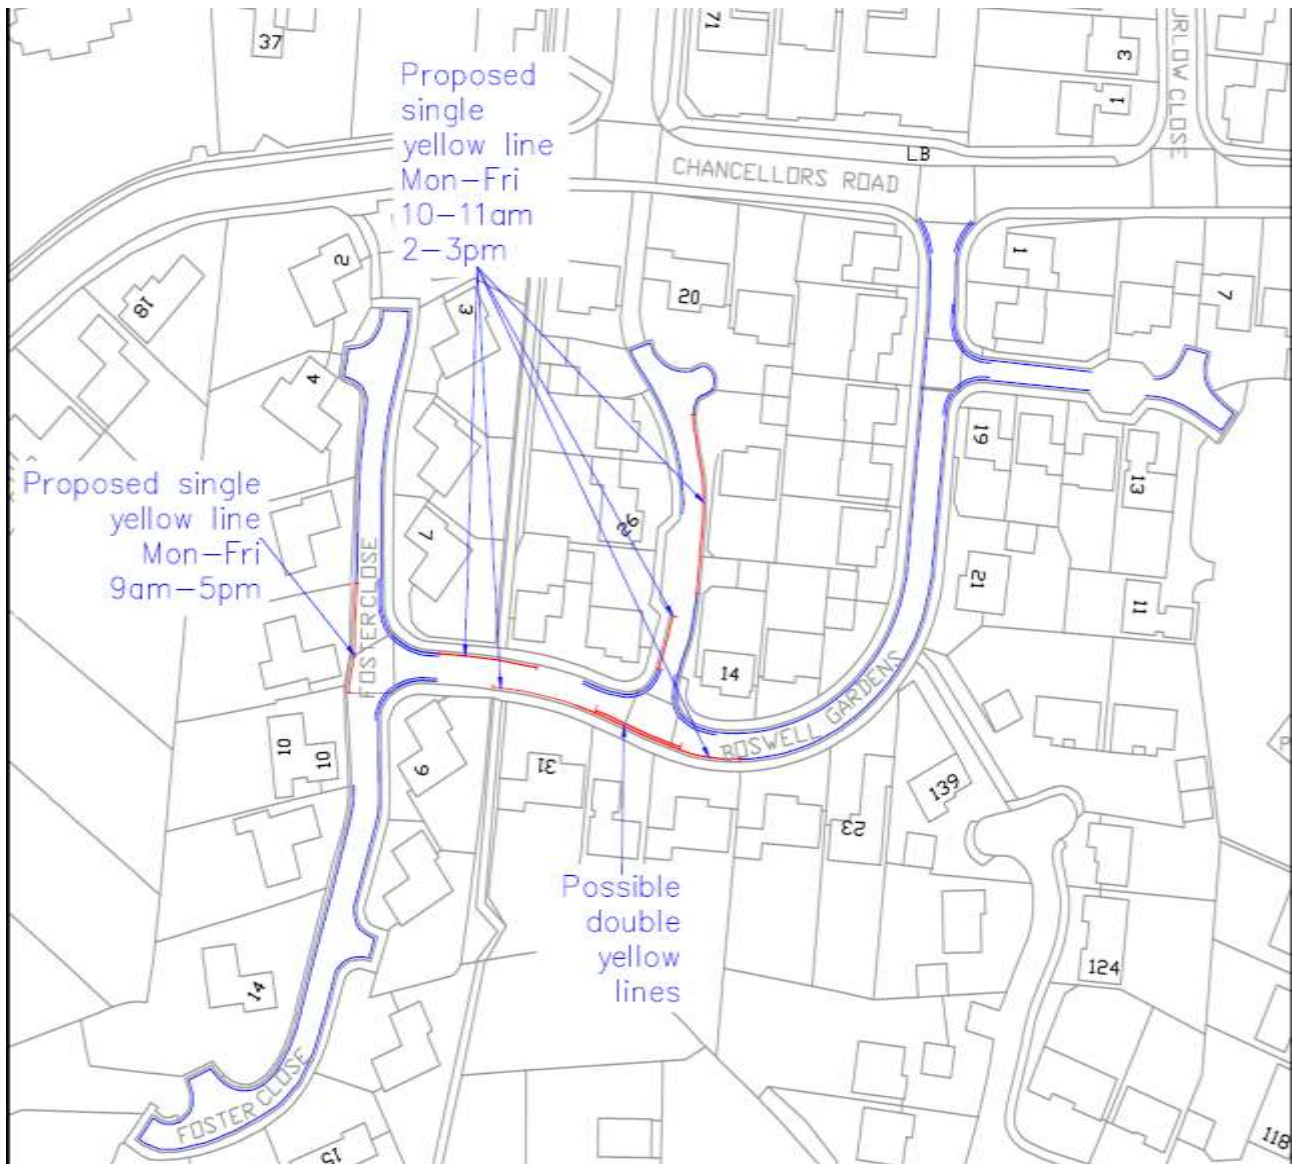 37
71
3
1
URLOW CLOSE
Proposed
single
yellow line
Mon-Fri
10-11am
2-3pm
LB
CHANCELLORS ROAD
2
18
3
20
1
7
4
19
13
Proposed single
yellow line
Mon-Fri
9am-5pm
7
26
FOSTER CLOSE
21
11
14
BOSWELL GARDENS
10
10
9
31
139
23
Possible
double
yellow
lines
124
14
FOSTER CLOSE
15
118